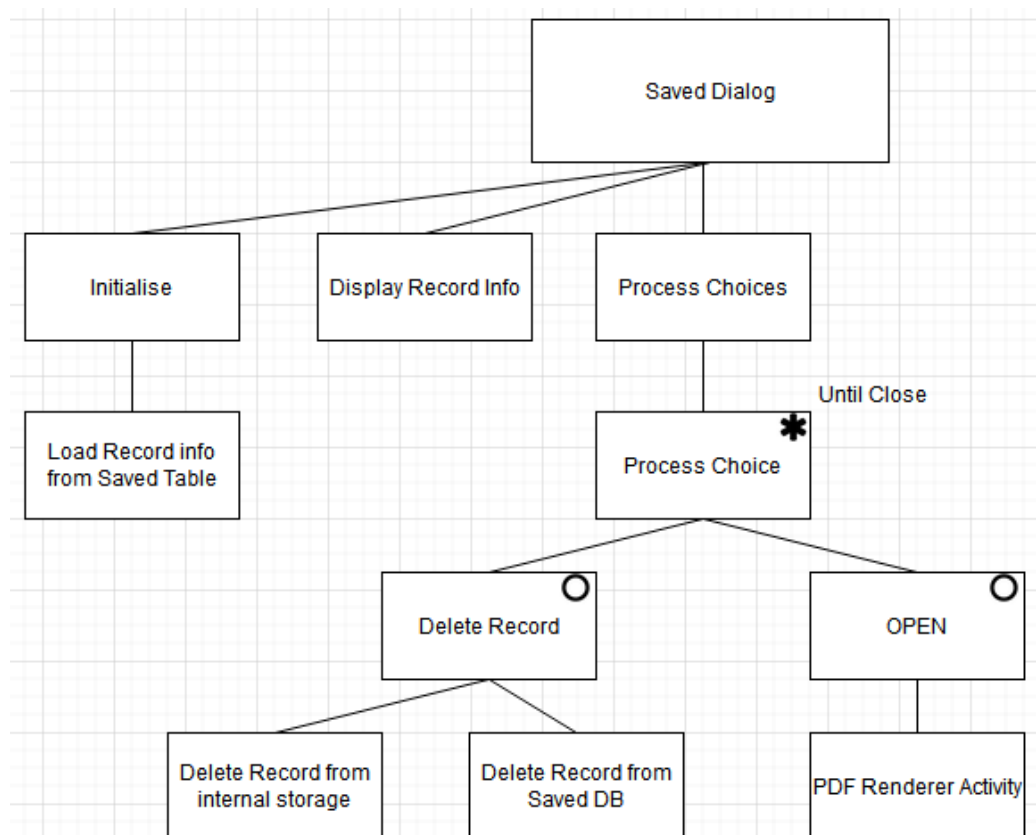 Saved Dialog
Initialise
Display Record Info
Process Choices
Until Close
Load Record info
from Saved Table
Process Choice
Delete Record
OPEN
Delete Record from
internal storage
Delete Record from
Saved DB
PDF Renderer Activity